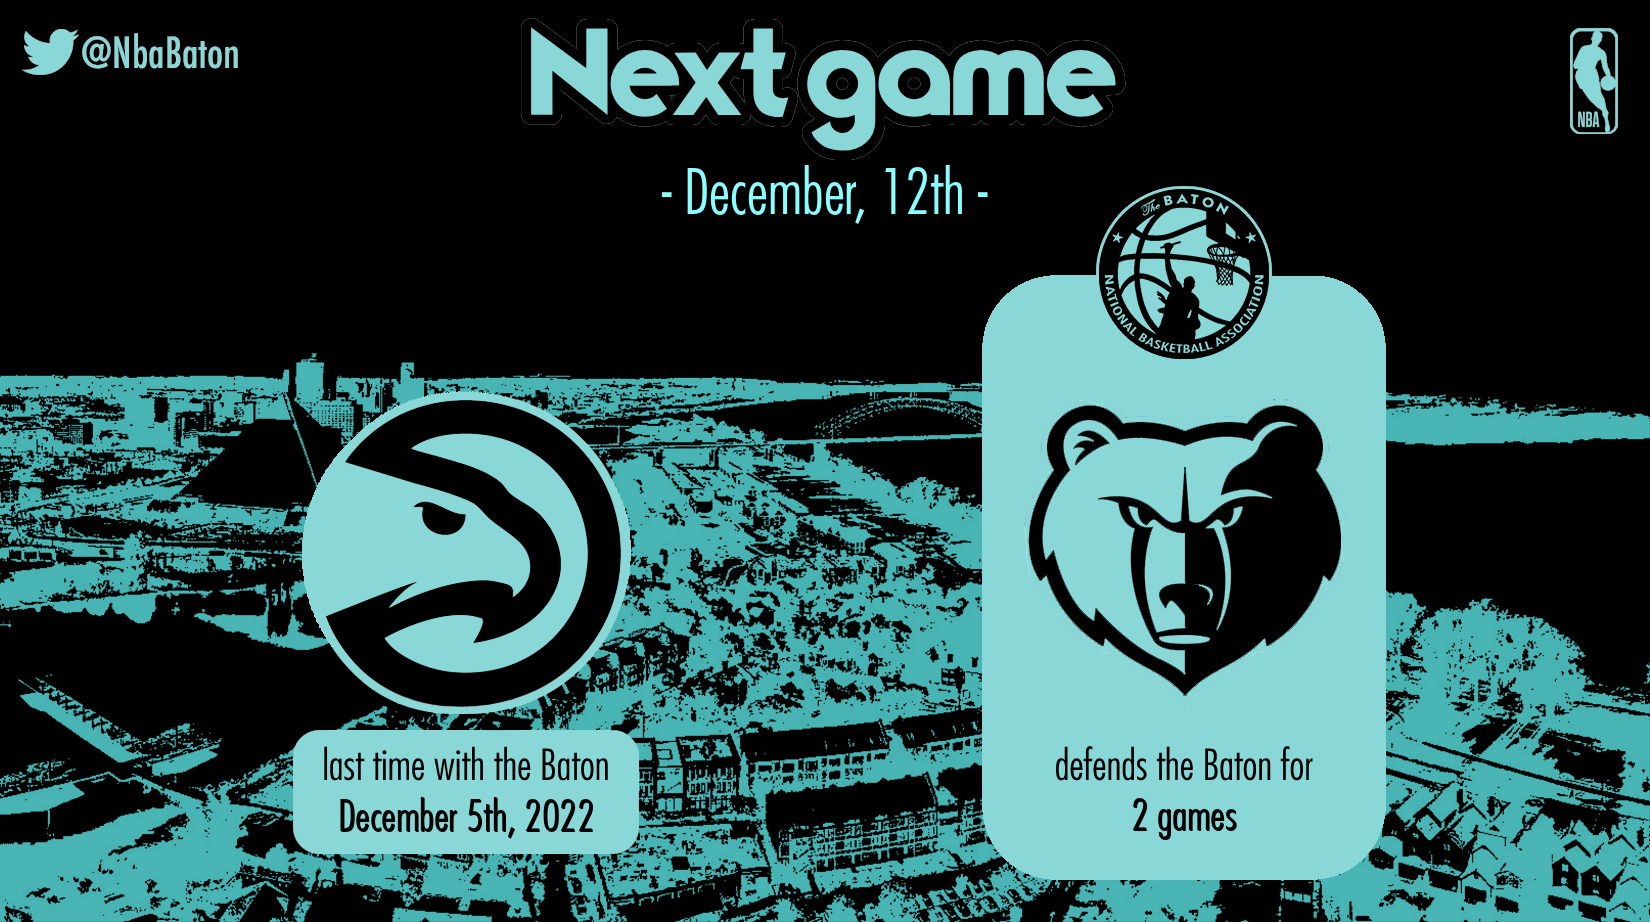 @NbaBaton
Next game
NBA
- December, 12th -
The BATON
NATIONAL BASKETBALL ASSOCIATION
last time with the Baton
December 5th, 2022
defends the Baton for
2 games